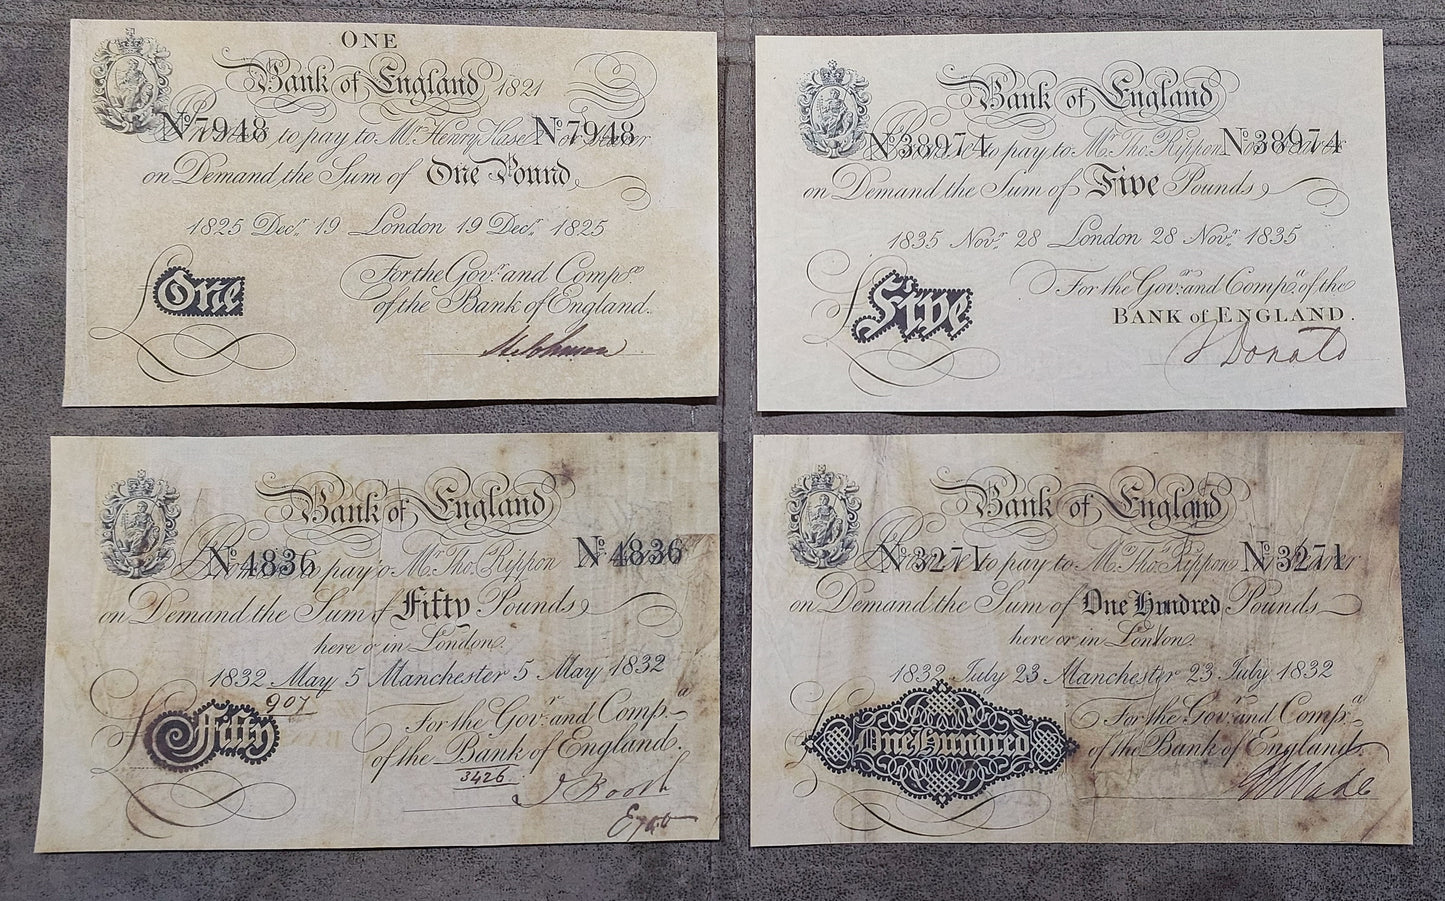 ONE
Bank of England 1821
No 7948 to pay to Mr. Henry Hase No 7948
on Demand the Sum of One Pound
1825 Decr. 19 London 19 Decr. 1825
For the Govr. and Compa.
of the Bank of England.
£ One
Bank of England
No 38974 to pay to Mr. Tho. Rippon No 38974
on Demand the Sum of Five Pounds
1835 Novr. 28 London 28 Novr. 1835
For the Govr. and Compa. of the
BANK of ENGLAND.
£ Five
J Donato
Bank of England
No 4836 to pay to Mr. Tho. Rippon No 4836
on Demand the Sum of Fifty Pounds
here or in London.
1832 May 5 Manchester 5 May 1832
907
£ Fifty
For the Govr. and Compa.
of the Bank of England.
3426
J Booth
Bank of England
No 3271 to pay to Mr. Tho. Rippon No 3271
on Demand the Sum of One Hundred Pounds
here or in London.
1832 July 23 Manchester 23 July 1832
£ One Hundred
For the Govr. and Compa.
of the Bank of England.